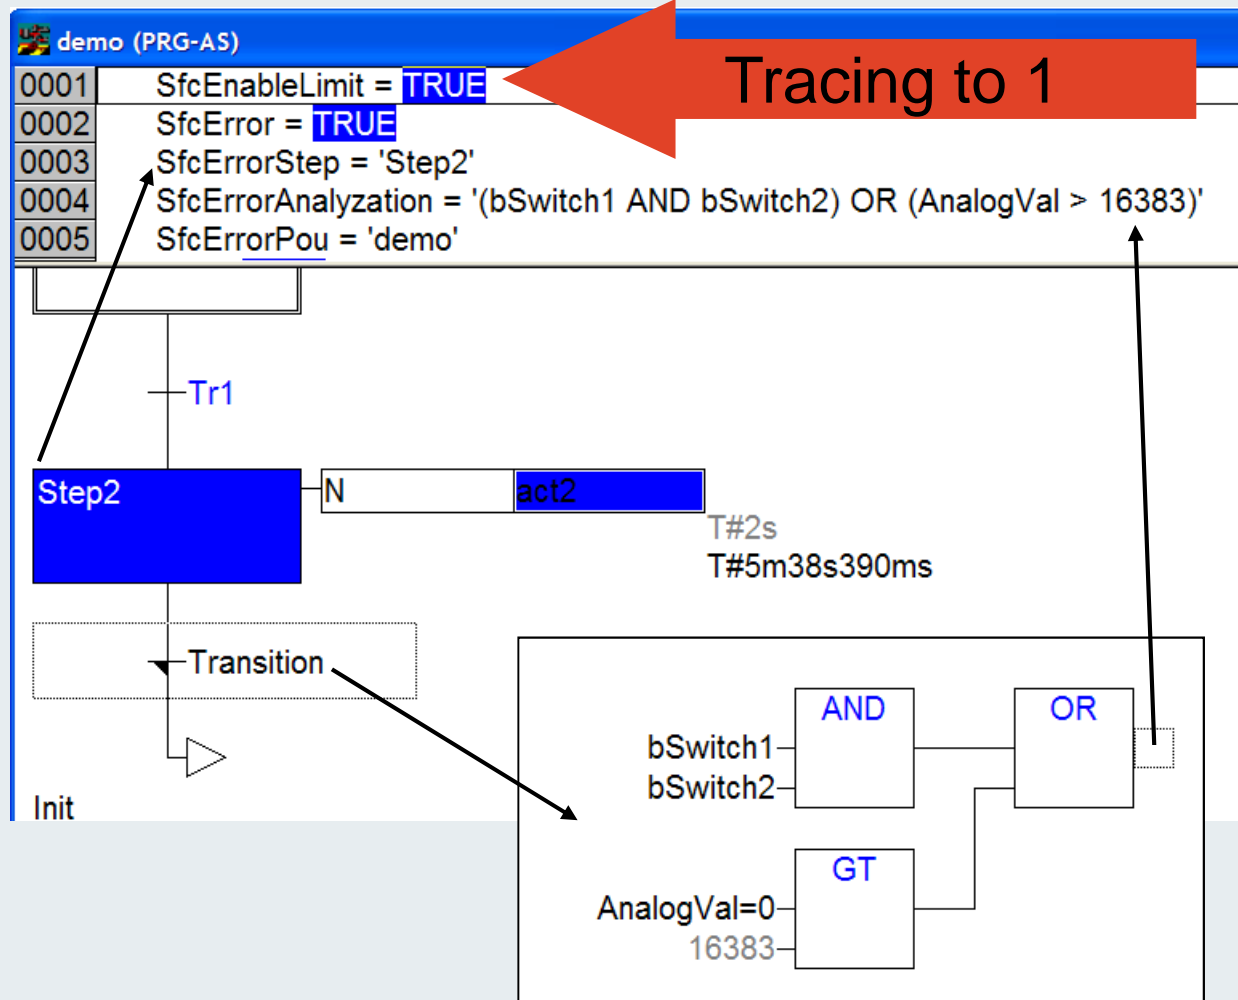 demo (PRG-AS)
Tracing to 1
0001 SfcEnableLimit = TRUE
0002 SfcError = TRUE
0003 SfcErrorStep = 'Step2'
0004 SfcErrorAnalyzation = '(bSwitch1 AND bSwitch2) OR (AnalogVal > 16383)'
0005 SfcErrorPou = 'demo'
Tr1
Step2 N act2
T#2s
T#5m38s390ms
Transition
Init
AND OR
bSwitch1
bSwitch2
GT
AnalogVal=0
16383